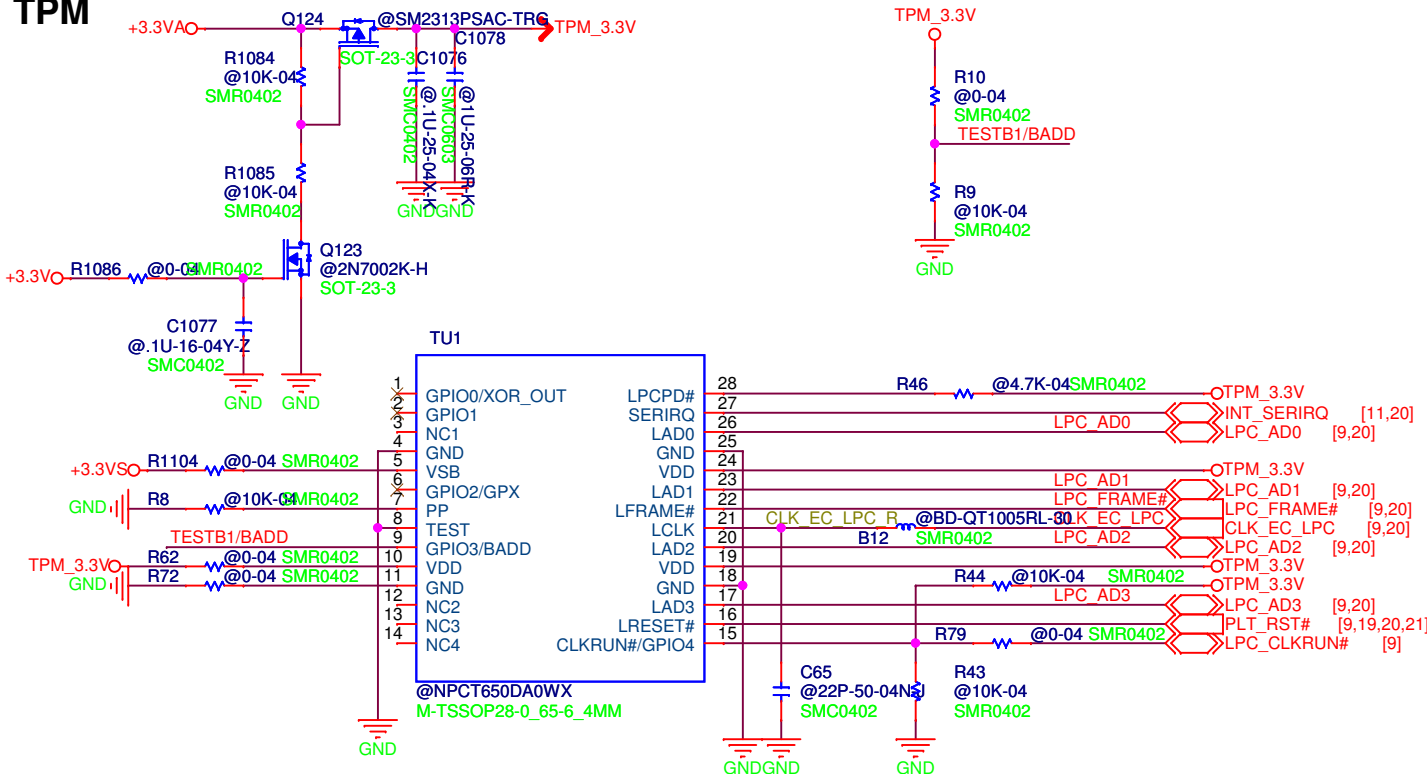 TPM
+3.3VA
Q124
@SM2313PSAC-TRG
TPM_3.3V
SOT-23-3
C1078
C1076
R1084
@10K-04
SMR0402
SMC0402
@.1U-25-04X-K
SMC0603
@1U-25-06R-K
GND
GND
R1085
@10K-04
SMR0402
Q123
@2N7002K-H
SOT-23-3
+3.3V
R1086
@0-04
SMR0402
C1077
@.1U-16-04Y-Z
SMC0402
GND
GND
TPM_3.3V
R10
@0-04
SMR0402
TESTB1/BADD
R9
@10K-04
SMR0402
GND
TU1
1 GPIO0/XOR_OUT
2 GPIO1
3 NC1
4 GND
5 VSB
6 GPIO2/GPX
7 PP
8 TEST
9 GPIO3/BADD
10 VDD
11 GND
12 NC2
13 NC3
14 NC4
LPCPD# 28
SERIRQ 27
LAD0 26
GND 25
VDD 24
LAD1 23
LFRAME# 22
LCLK 21
LAD2 20
VDD 19
GND 18
LAD3 17
LRESET# 16
CLKRUN#/GPIO4 15
@NPCT650DA0WX
M-TSSOP28-0_65-6_4MM
+3.3VS
R1104 @0-04 SMR0402
GND
R8 @10K-04 SMR0402
TESTB1/BADD
TPM_3.3V
R62 @0-04 SMR0402
GND
R72 @0-04 SMR0402
GND
R46 @4.7K-04 SMR0402
TPM_3.3V
INT_SERIRQ [11,20]
LPC_AD0
LPC_AD0 [9,20]
TPM_3.3V
LPC_AD1
LPC_AD1 [9,20]
LPC_FRAME#
LPC_FRAME# [9,20]
CLK_EC_LPC_R
@BD-QT1005RL-30
CLK_EC_LPC
CLK_EC_LPC [9,20]
B12
SMR0402
LPC_AD2
LPC_AD2 [9,20]
TPM_3.3V
R44 @10K-04 SMR0402
TPM_3.3V
LPC_AD3
LPC_AD3 [9,20]
PLT_RST# [9,19,20,21]
R79 @0-04 SMR0402
LPC_CLKRUN# [9]
C65
@22P-50-04N-J
SMC0402
R43
@10K-04
SMR0402
GND
GND
GND